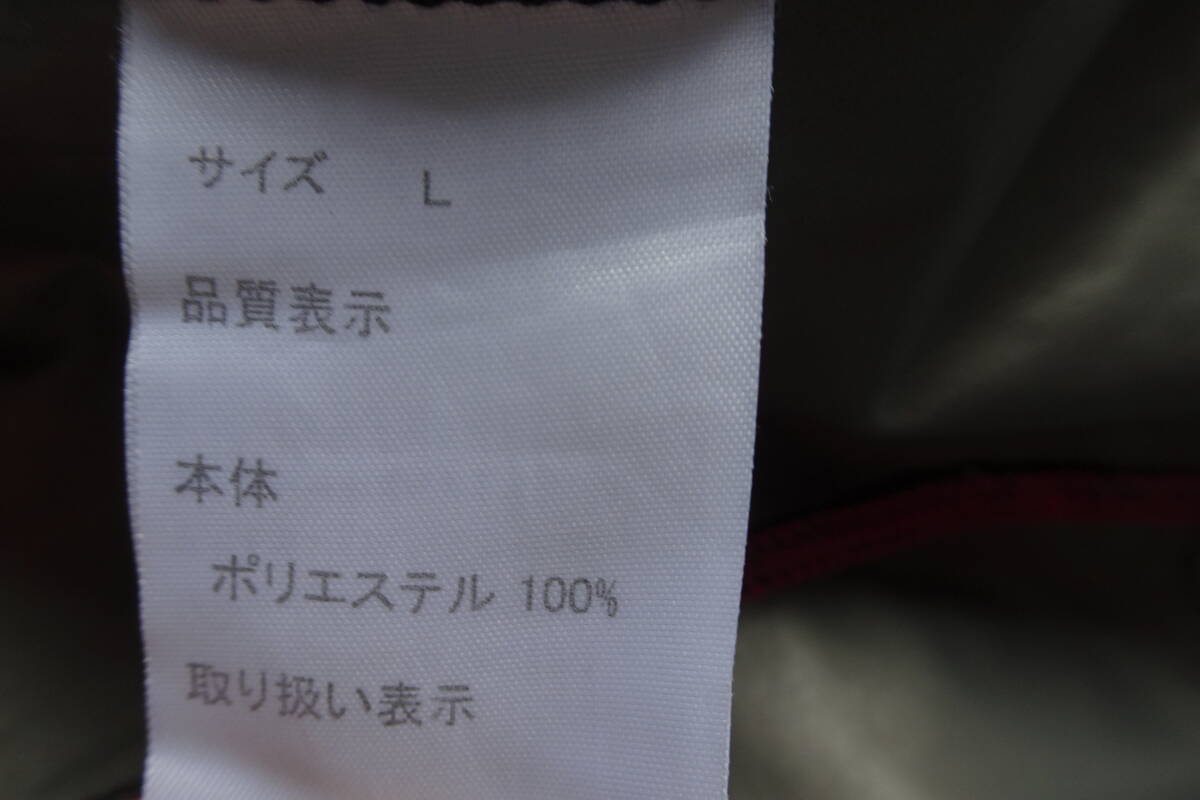 サイズ L
品質表示
本体
ポリエステル 100%
取り扱い表示